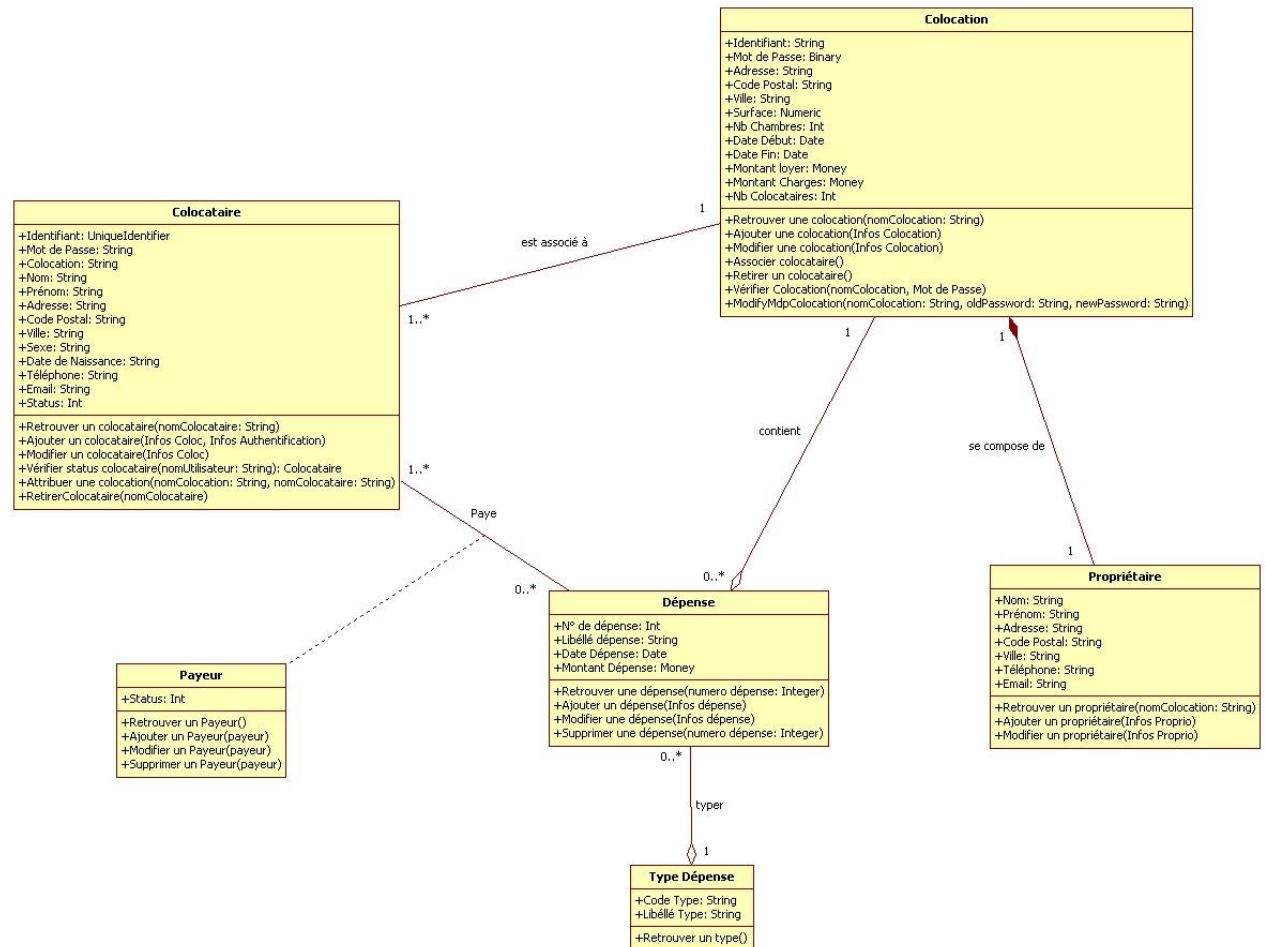 Colocation
+Identifiant: String
+Mot de Passe: Binary
+Adresse: String
+Code Postal: String
+Ville: String
+Surface: Numeric
+Nb Chambres: Int
+Date Début: Date
+Date Fin: Date
+Montant loyer: Money
+Montant Charges: Money
+Nb Colocataires: Int
+Retrouver une colocation(nomColocation: String)
+Ajouter une colocation(Infos Colocation)
+Modifier une colocation(Infos Colocation)
+Associer colocataire()
+Retirer un colocataire()
+Vérifier Colocation(nomColocation, Mot de Passe)
+ModifyMdpColocation(nomColocation: String, oldPassword: String, newPassword: String)
Colocataire
+Identifiant: UniqueIdentifier
+Mot de Passe: String
+Colocation: String
+Nom: String
+Prénom: String
+Adresse: String
+Code Postal: String
+Ville: String
+Sexe: String
+Date de Naissance: String
+Téléphone: String
+Email: String
+Status: Int
+Retrouver un colocataire(nomColocataire: String)
+Ajouter un colocataire(Infos Coloc, Infos Authentification)
+Modifier un colocataire(Infos Coloc)
+Vérifier status colocataire(nomUtilisateur: String): Colocataire
+Attribuer une colocation(nomColocation: String, nomColocataire: String)
+RetirerColocataire(nomColocataire)
1
est associé à
1..*
1
contient
0..*
1
se compose de
1
1..*
Paye
0..*
Dépense
+N° de dépense: Int
+Libéllé dépense: String
+Date Dépense: Date
+Montant Dépense: Money
+Retrouver une dépense(numero dépense: Integer)
+Ajouter un dépense(Infos dépense)
+Modifier une dépense(Infos dépense)
+Supprimer une dépense(numero dépense: Integer)
Propriétaire
+Nom: String
+Prénom: String
+Adresse: String
+Code Postal: String
+Ville: String
+Téléphone: String
+Email: String
+Retrouver un propriétaire(nomColocation: String)
+Ajouter un propriétaire(Infos Proprio)
+Modifier un propriétaire(Infos Proprio)
Payeur
+Status: Int
+Retrouver un Payeur()
+Ajouter un Payeur(payeur)
+Modifier un Payeur(payeur)
+Supprimer un Payeur(payeur)
0..*
typer
1
Type Dépense
+Code Type: String
+Libéllé Type: String
+Retrouver un type()